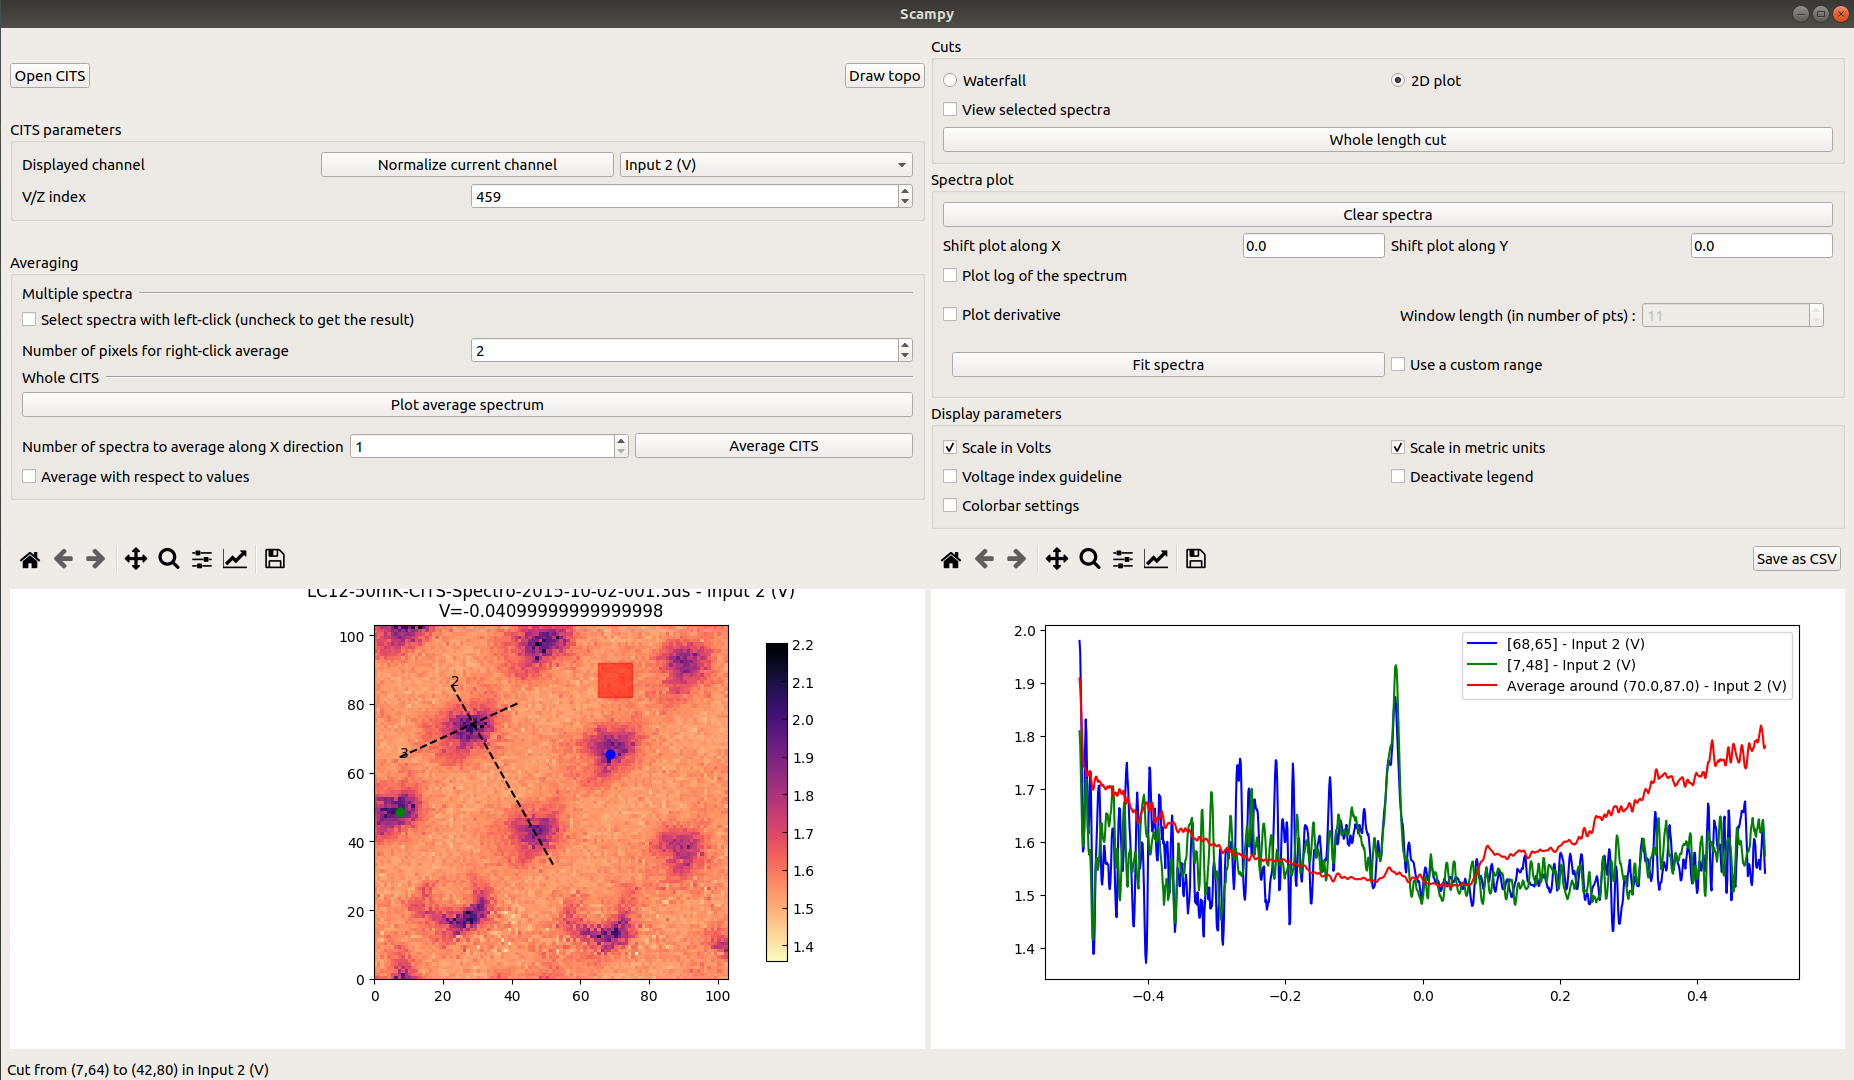 Scampy
Open CITS
Draw topo
CITS parameters
Displayed channel
Normalize current channel
Input 2 (V)
V/Z index
459
Averaging
Multiple spectra
Select spectra with left-click (uncheck to get the result)
Number of pixels for right-click average
2
Whole CITS
Plot average spectrum
Number of spectra to average along X direction
1
Average CITS
Average with respect to values
Cuts
Waterfall
2D plot
View selected spectra
Whole length cut
Spectra plot
Clear spectra
Shift plot along X
0.0
Shift plot along Y
0.0
Plot log of the spectrum
Plot derivative
Window length (in number of pts) :
11
Fit spectra
Use a custom range
Display parameters
Scale in Volts
Scale in metric units
Voltage index guideline
Deactivate legend
Colorbar settings
Save as CSV
LC12-50mK-CITS-Spectro-2015-10-02-001.3ds - Input 2 (V)
V=-0.04099999999999998
100
80
60
40
20
0
0
20
40
60
80
100
2
3
2.2
2.1
2.0
1.9
1.8
1.7
1.6
1.5
1.4
2.0
1.9
1.8
1.7
1.6
1.5
1.4
−0.4
−0.2
0.0
0.2
0.4
[68,65] - Input 2 (V)
[7,48] - Input 2 (V)
Average around (70.0,87.0) - Input 2 (V)
Cut from (7,64) to (42,80) in Input 2 (V)